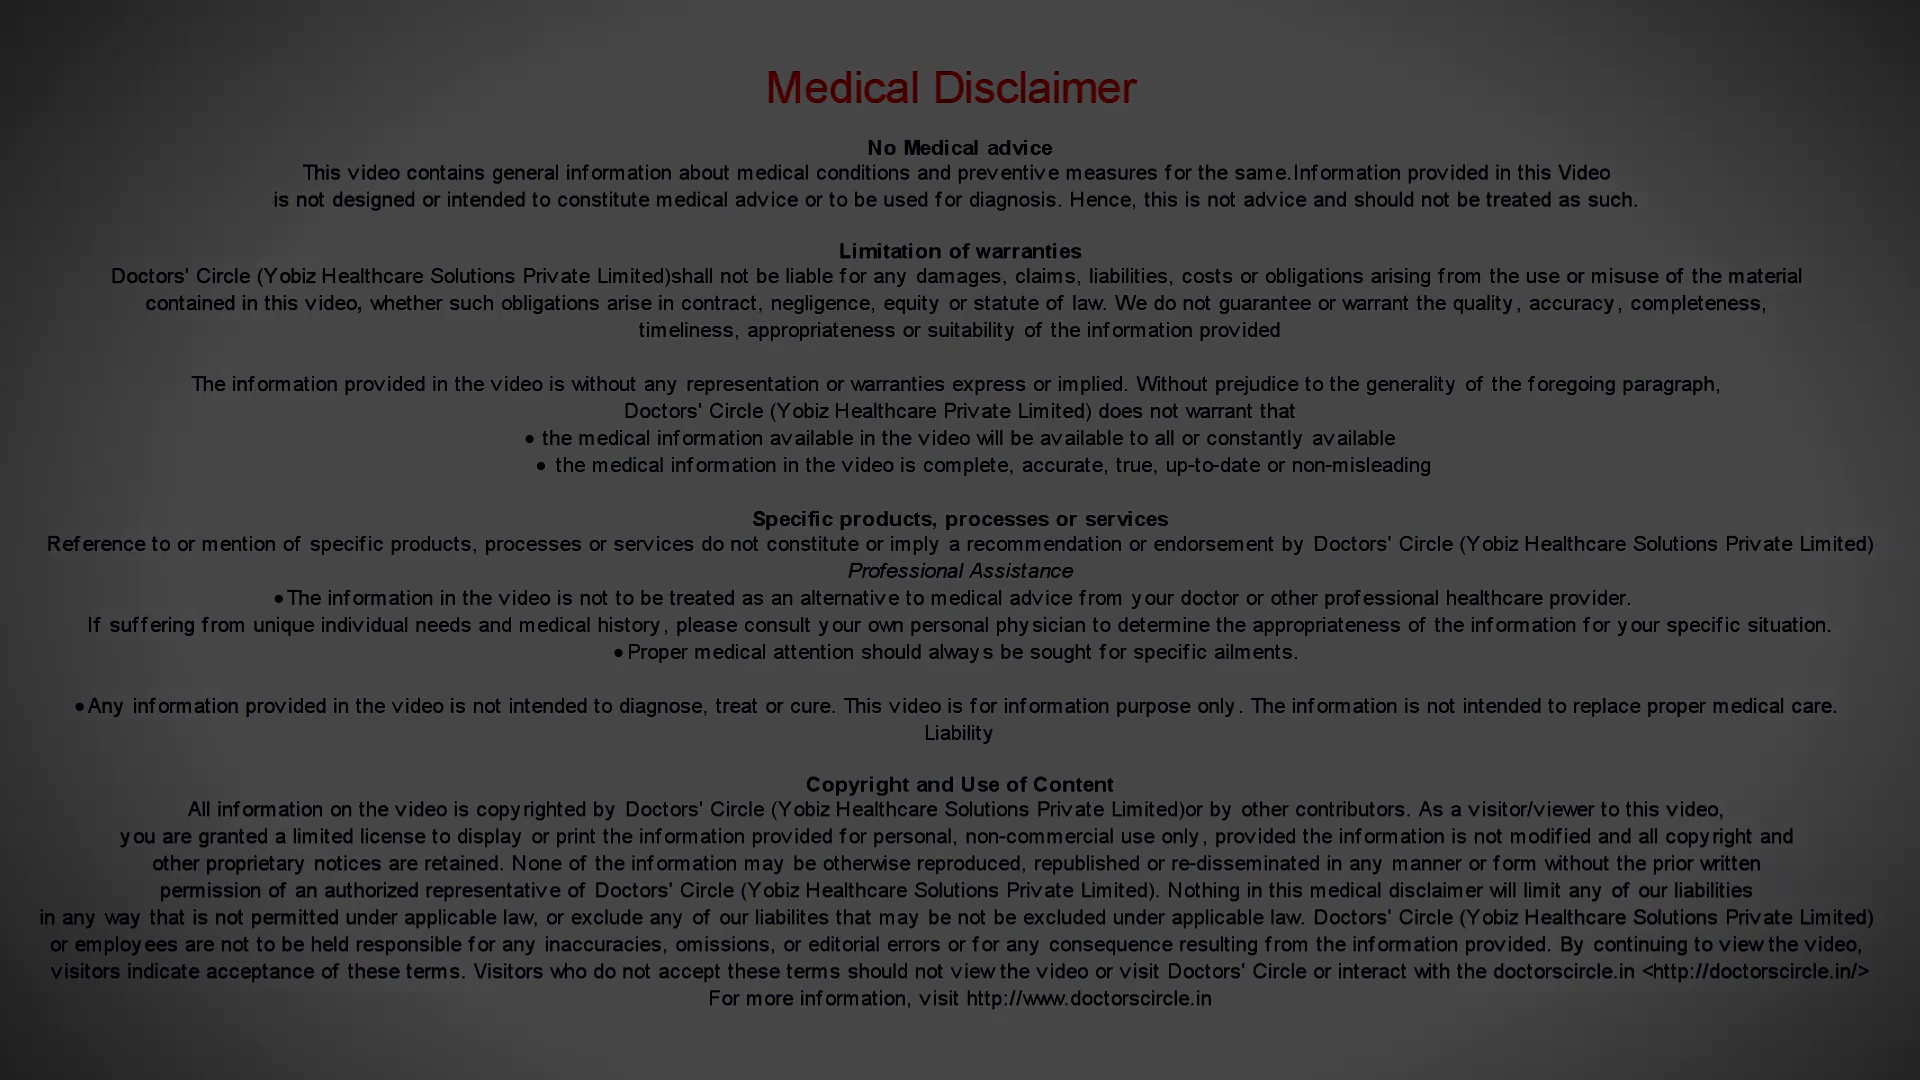 Medical Disclaimer
No Medical advice
This video contains general information about medical conditions and preventive measures for the same.Information provided in this Video
is not designed or intended to constitute medical advice or to be used for diagnosis. Hence, this is not advice and should not be treated as such.
Limitation of warranties
Doctors' Circle (Yobiz Healthcare Solutions Private Limited)shall not be liable for any damages, claims, liabilities, costs or obligations arising from the use or misuse of the material
contained in this video, whether such obligations arise in contract, negligence, equity or statute of law. We do not guarantee or warrant the quality, accuracy, completeness,
timeliness, appropriateness or suitability of the information provided
The information provided in the video is without any representation or warranties express or implied. Without prejudice to the generality of the foregoing paragraph,
Doctors' Circle (Yobiz Healthcare Private Limited) does not warrant that
• the medical information available in the video will be available to all or constantly available
• the medical information in the video is complete, accurate, true, up-to-date or non-misleading
Specific products, processes or services
Reference to or mention of specific products, processes or services do not constitute or imply a recommendation or endorsement by Doctors' Circle (Yobiz Healthcare Solutions Private Limited)
Professional Assistance
•The information in the video is not to be treated as an alternative to medical advice from your doctor or other professional healthcare provider.
If suffering from unique individual needs and medical history, please consult your own personal physician to determine the appropriateness of the information for your specific situation.
•Proper medical attention should always be sought for specific ailments.
•Any information provided in the video is not intended to diagnose, treat or cure. This video is for information purpose only. The information is not intended to replace proper medical care.
Liability
Copyright and Use of Content
All information on the video is copyrighted by Doctors' Circle (Yobiz Healthcare Solutions Private Limited)or by other contributors. As a visitor/viewer to this video,
you are granted a limited license to display or print the information provided for personal, non-commercial use only, provided the information is not modified and all copyright and
other proprietary notices are retained. None of the information may be otherwise reproduced, republished or re-disseminated in any manner or form without the prior written
permission of an authorized representative of Doctors' Circle (Yobiz Healthcare Solutions Private Limited). Nothing in this medical disclaimer will limit any of our liabilities
in any way that is not permitted under applicable law, or exclude any of our liabilites that may be not be excluded under applicable law. Doctors' Circle (Yobiz Healthcare Solutions Private Limited)
or employees are not to be held responsible for any inaccuracies, omissions, or editorial errors or for any consequence resulting from the information provided. By continuing to view the video,
visitors indicate acceptance of these terms. Visitors who do not accept these terms should not view the video or visit Doctors' Circle or interact with the doctorscircle.in <http://doctorscircle.in/>
For more information, visit http://www.doctorscircle.in